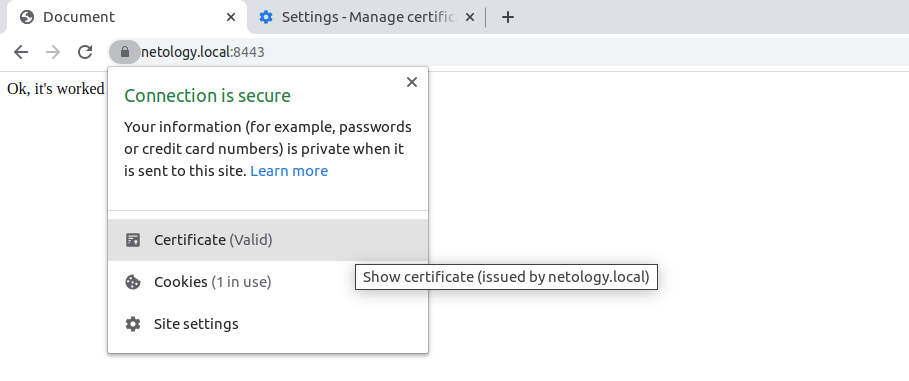 Document
Settings - Manage certific
netology.local:8443
Ok, it's worked
Connection is secure
Your information (for example, passwords
or credit card numbers) is private when it
is sent to this site. Learn more
Certificate (Valid)
Show certificate (issued by netology.local)
Cookies (1 in use)
Site settings